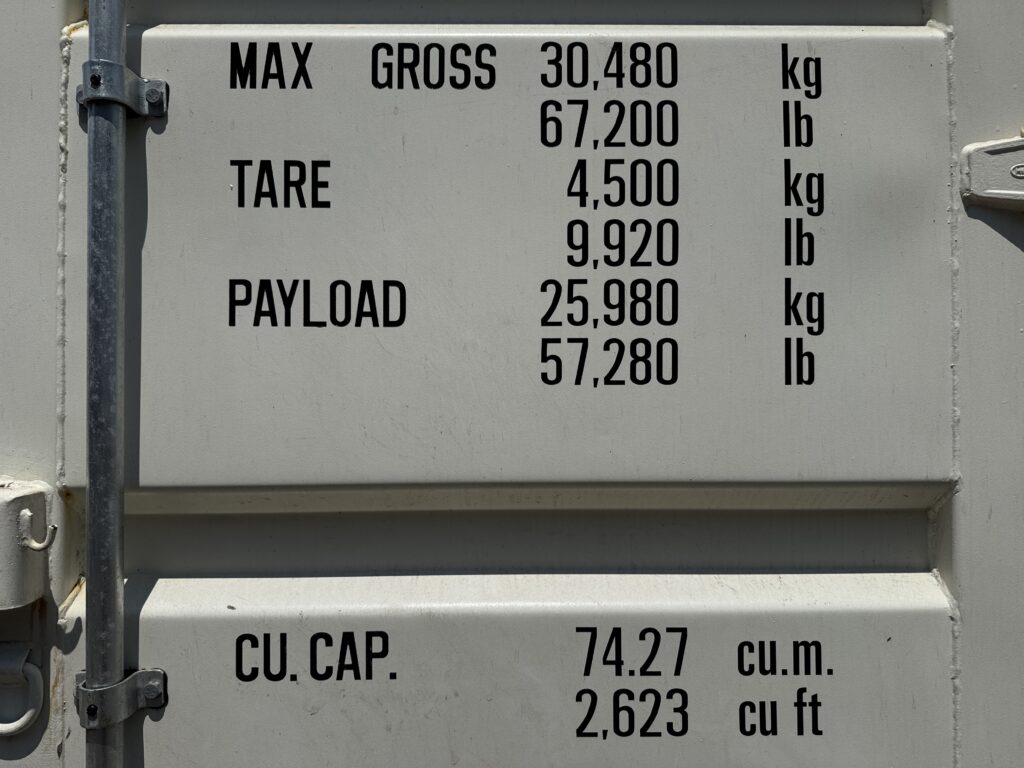 MAX GROSS 30,480 kg
67,200 lb
TARE 4,500 kg
9,920 lb
PAYLOAD 25,980 kg
57,280 lb
CU. CAP. 74.27 cu.m.
2,623 cu ft